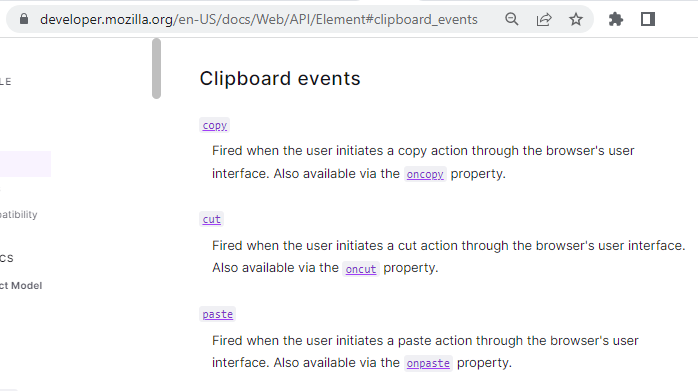 developer.mozilla.org/en-US/docs/Web/API/Element#clipboard_events
LE
patibility
CS
ct Model
Clipboard events
copy
Fired when the user initiates a copy action through the browser's user
interface. Also available via the oncopy property.
cut
Fired when the user initiates a cut action through the browser's user interface.
Also available via the oncut property.
paste
Fired when the user initiates a paste action through the browser's user
interface. Also available via the onpaste property.